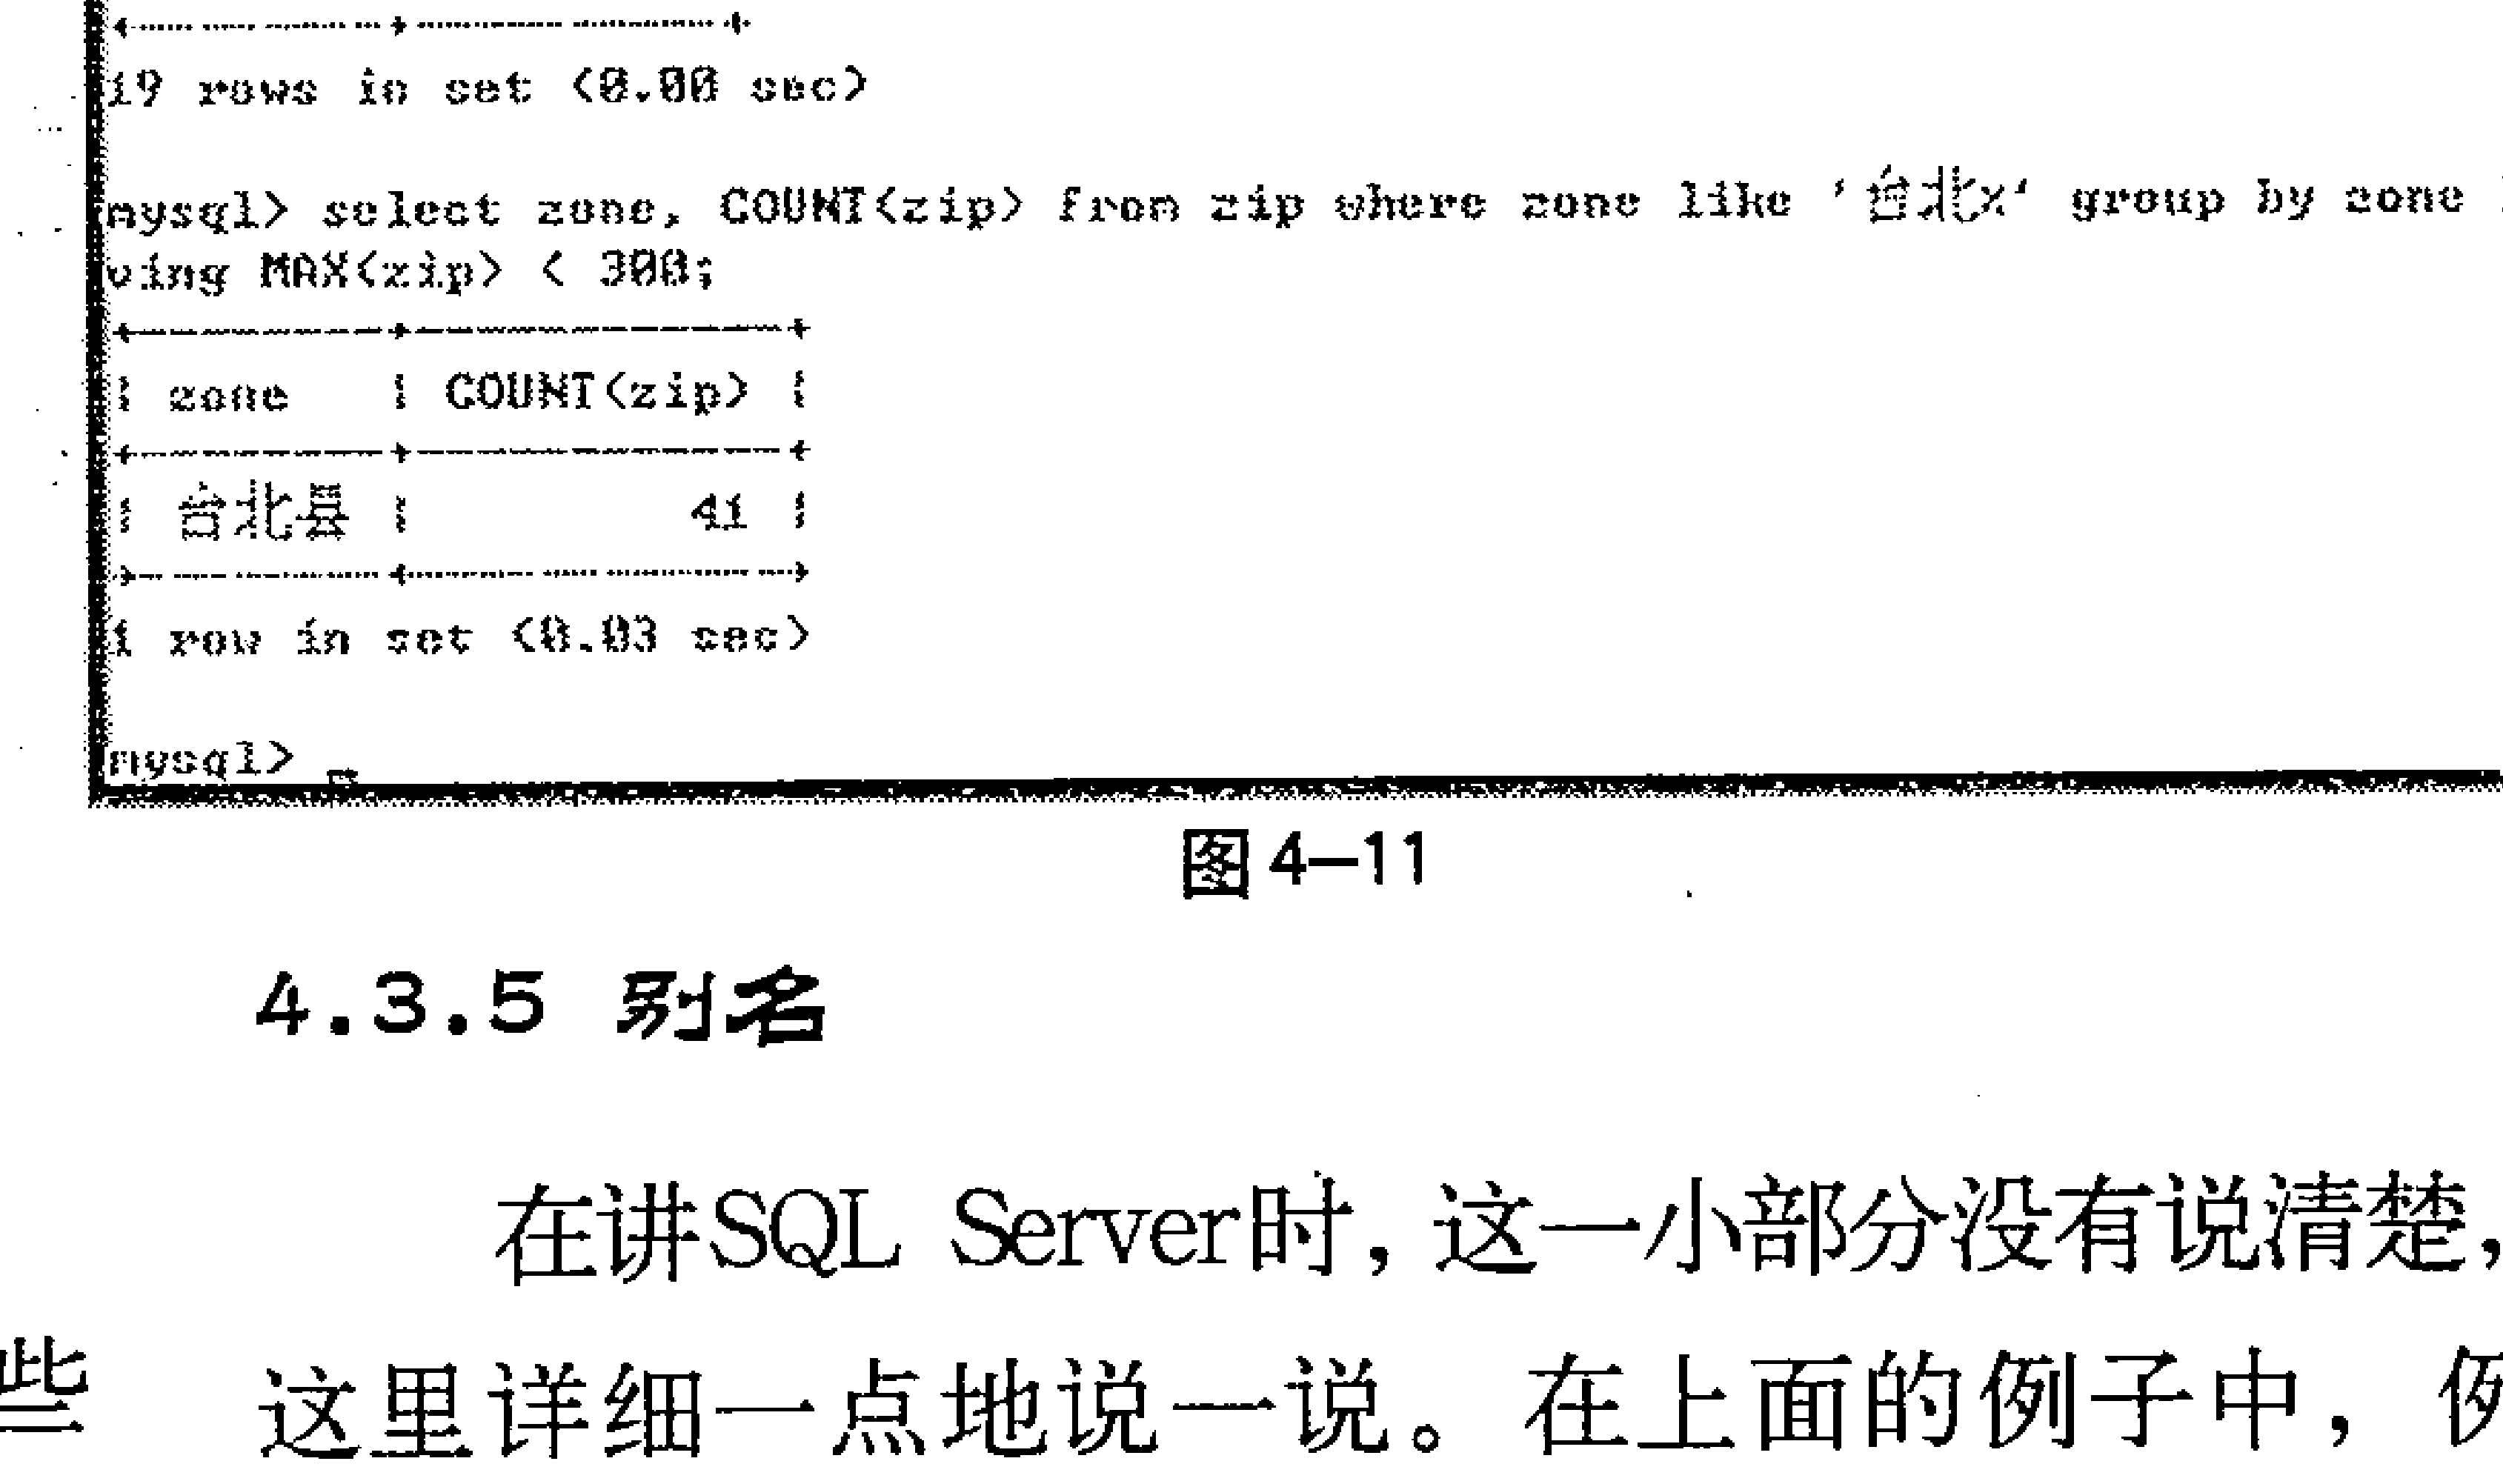 19 rows in set (0.00 sec)
mysql> select zone, COUNT(zip) from zip where zone like '台北%' group by zone
ving MAX(zip) < 300;
+---------+------------+
| zone | COUNT(zip) |
+---------+------------+
| 台北县 | 41 |
+---------+------------+
1 row in set (0.03 sec)
mysql>
图4—11
4.3.5 别名
在讲SQL Server时，这一小部分没有说清楚，
些 这里详细一点地说一说。在上面的例子中，例